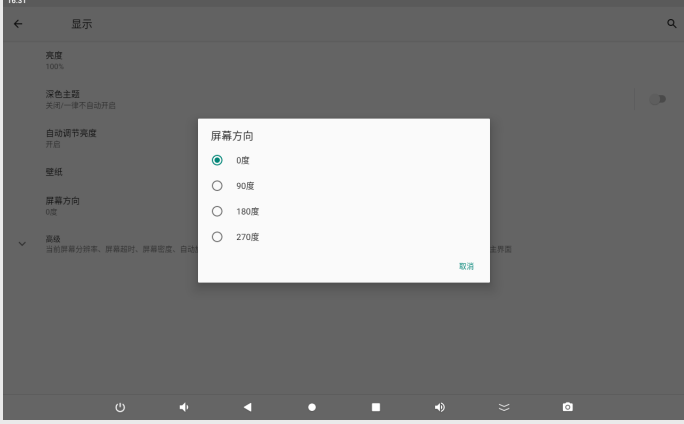 16:31
显示
亮度
100%
深色主题
关闭/一律不自动开启
自动调节亮度
开启
壁纸
屏幕方向
0度
高级
当前屏幕分辨率、屏幕超时、屏幕密度、自动
主界面
屏幕方向
0度
90度
180度
270度
取消